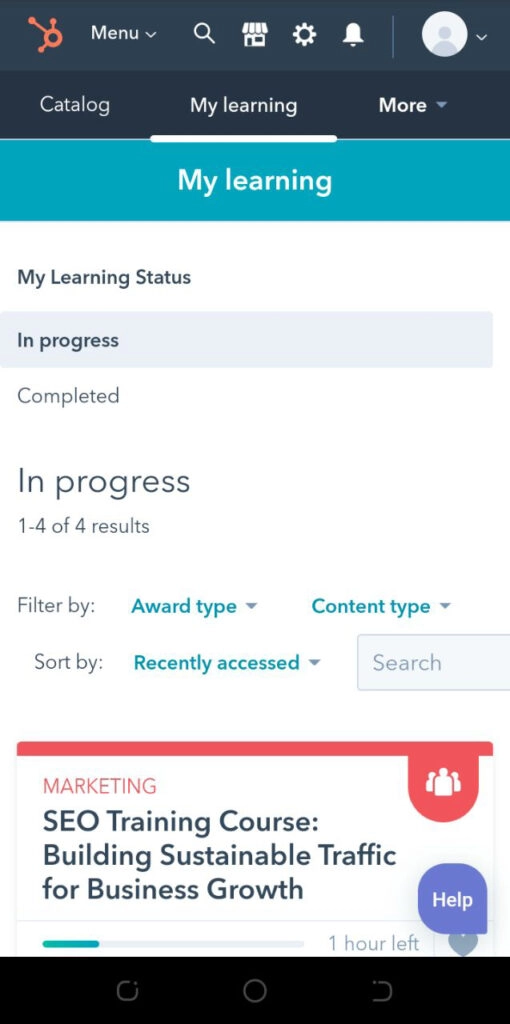 Menu
Catalog My learning More
My learning
My Learning Status
In progress
Completed
In progress
1-4 of 4 results
Filter by: Award type Content type
Sort by: Recently accessed Search
MARKETING
SEO Training Course:
Building Sustainable Traffic
for Business Growth
Help
1 hour left